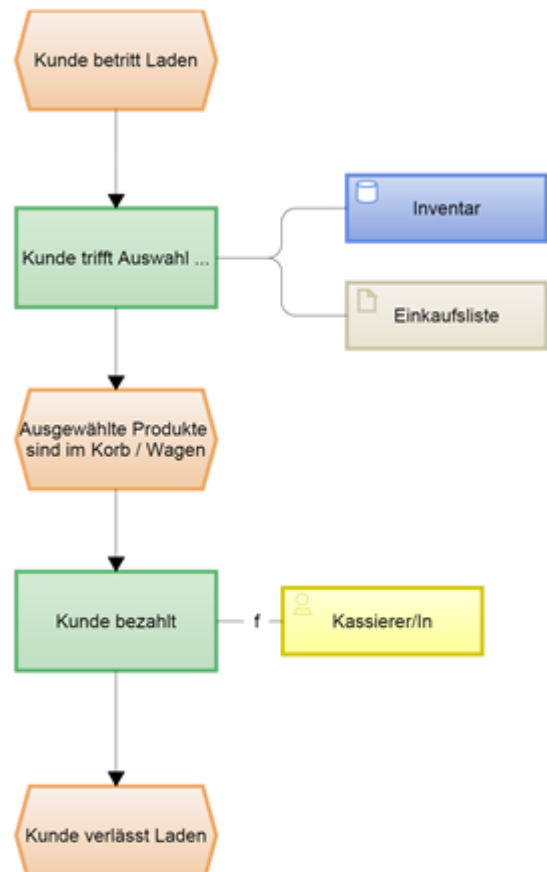 Kunde betritt Laden
Kunde trifft Auswahl ...
Inventar
Einkaufsliste
Ausgewählte Produkte
sind im Korb / Wagen
Kunde bezahlt
f
Kassierer/In
Kunde verlässt Laden